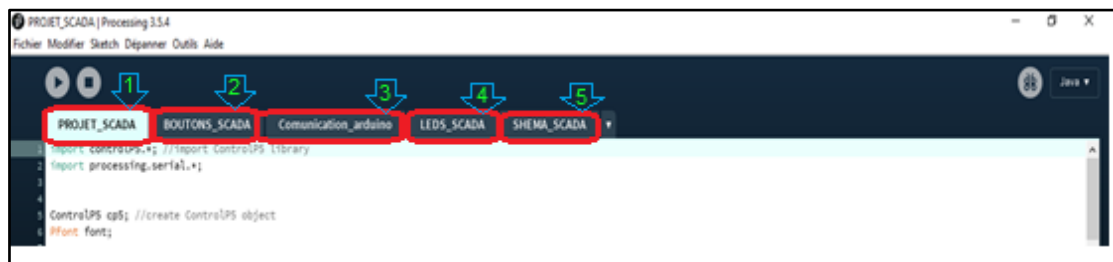 PROJET_SCADA | Processing 3.5.4
Fichier Modifier Sketch Dépanner Outils Aide
1 2 3 4 5
Java
PROJET_SCADA BOUTONS_SCADA Comunication_arduino LEDS_SCADA SHEMA_SCADA
1 import controlP5.*; //import ControlP5 library
2 import processing.serial.*;
3
4
5 ControlP5 cp5; //create ControlP5 object
6 PFont font;